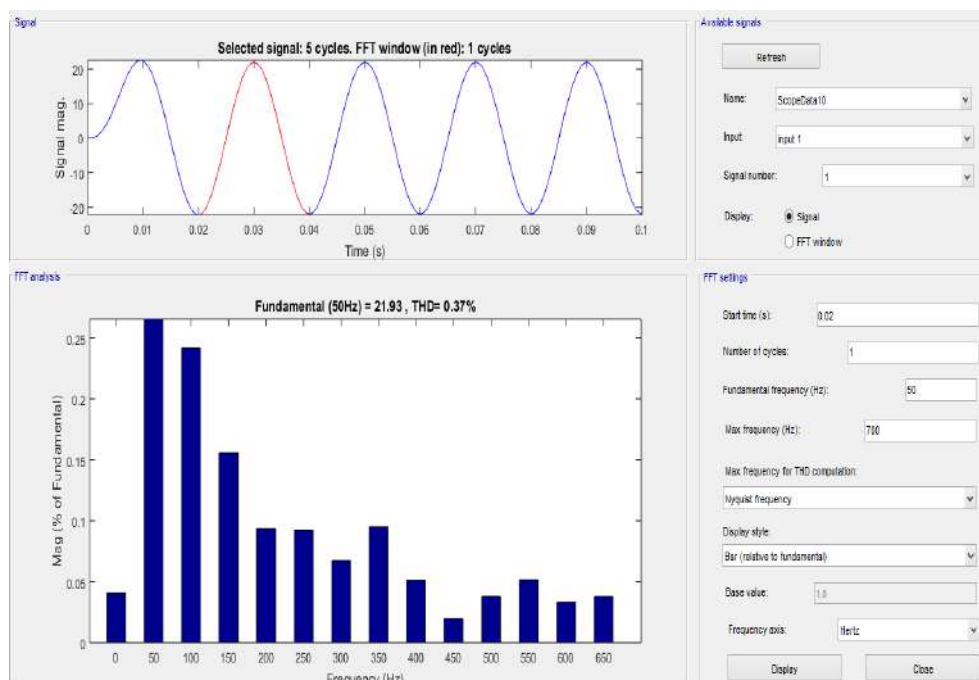 Signal
Selected signal: 5 cycles. FFT window (in red): 1 cycles
20
10
0
-10
-20
Signal mag.
0 0.01 0.02 0.03 0.04 0.05 0.06 0.07 0.08 0.09 0.1
Time (s)
Available signals
Refresh
Name: ScopeData10
Input: input 1
Signal number: 1
Display: Signal
FFT window
FFT analysis
Fundamental (50Hz) = 21.93 , THD= 0.37%
0.25
0.2
0.15
0.1
0.05
0
Mag (% of Fundamental)
0 50 100 150 200 250 300 350 400 450 500 550 600 650
Frequency (Hz)
FFT settings
Start time (s): 0.02
Number of cycles: 1
Fundamental frequency (Hz): 50
Max frequency (Hz): 700
Max frequency for THD computation:
Nyquist frequency
Display style:
Bar (relative to fundamental)
Base value: 1.0
Frequency axis: Hertz
Display Close